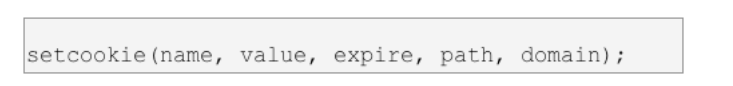 setcookie(name, value, expire, path, domain);